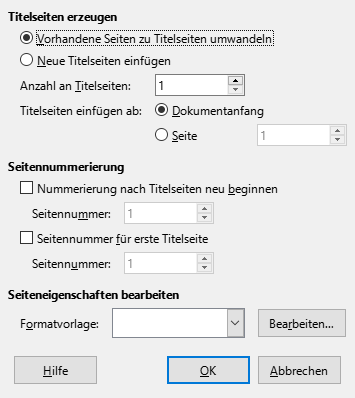 Titelseiten erzeugen
Vorhandene Seiten zu Titelseiten umwandeln
Neue Titelseiten einfügen
Anzahl an Titelseiten: 1
Titelseiten einfügen ab: Dokumentanfang
Seite 1
Seitennummerierung
Nummerierung nach Titelseiten neu beginnen
Seitennummer: 1
Seitennummer für erste Titelseite
Seitennummer: 1
Seiteneigenschaften bearbeiten
Formatvorlage: Bearbeiten...
Hilfe OK Abbrechen